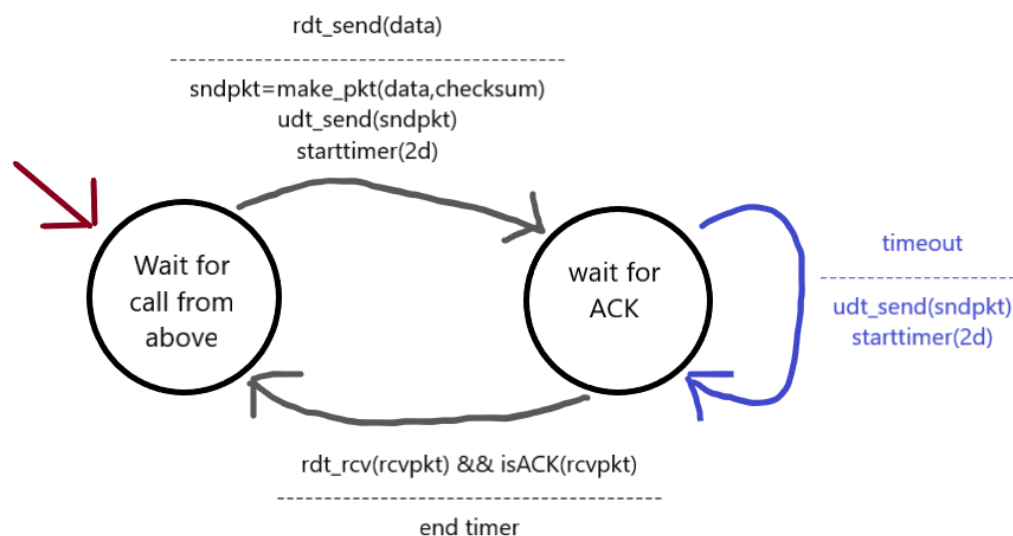 rdt_send(data)
sndpkt=make_pkt(data,checksum)
udt_send(sndpkt)
starttimer(2d)
Wait for
call from
above
wait for
ACK
timeout
udt_send(sndpkt)
starttimer(2d)
rdt_rcv(rcvpkt) && isACK(rcvpkt)
end timer